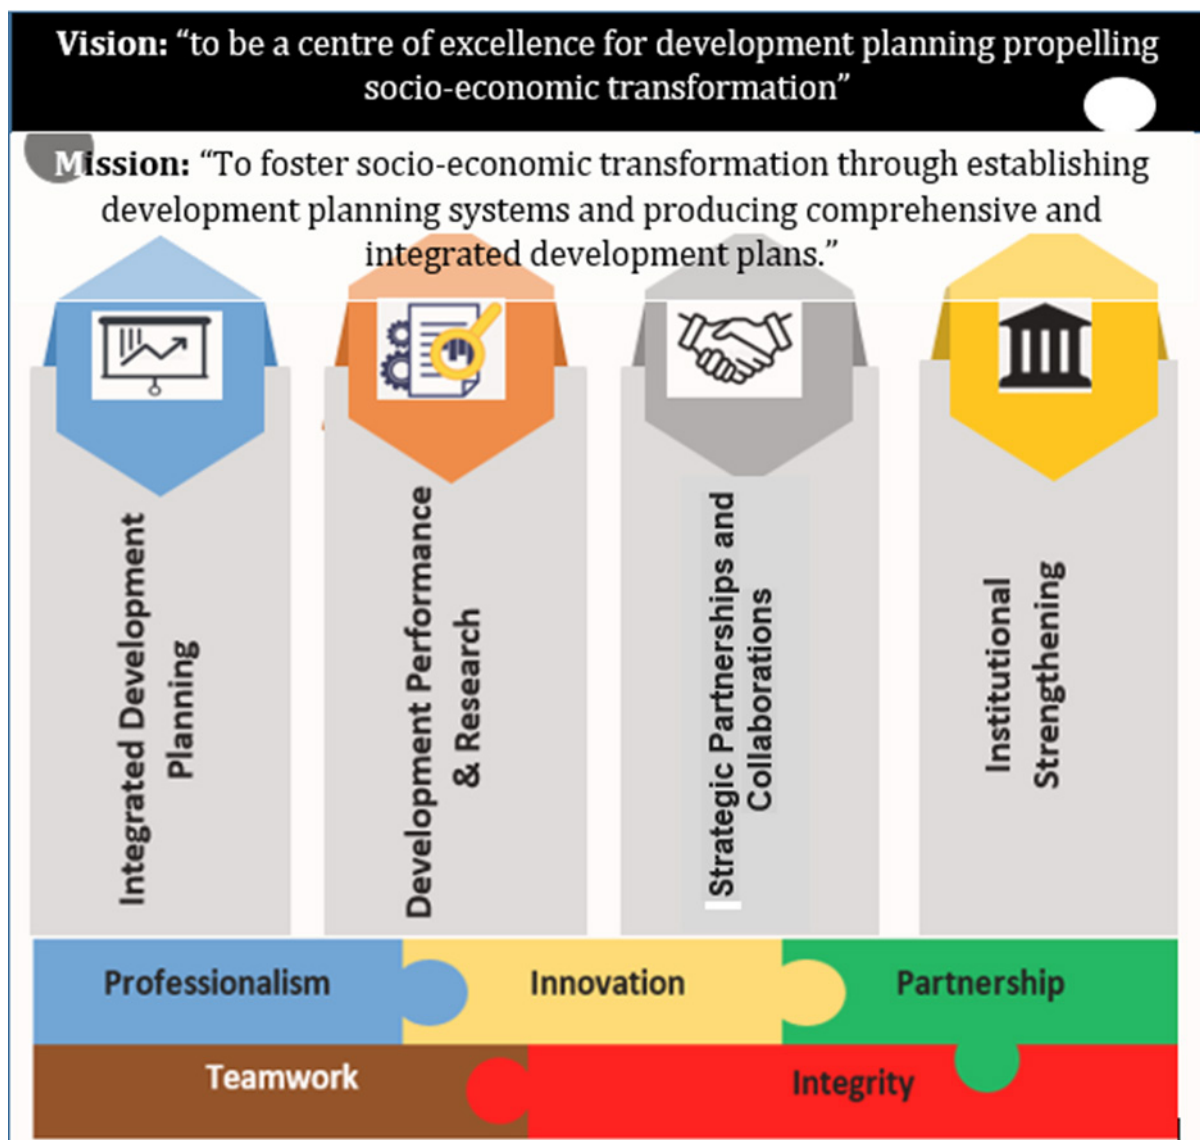 Vision: “to be a centre of excellence for development planning propelling
socio-economic transformation”
Mission: “To foster socio-economic transformation through establishing
development planning systems and producing comprehensive and
integrated development plans.”
Integrated Development
Planning
Development Performance
& Research
Strategic Partnerships and
Collaborations
Institutional
Strengthening
Professionalism
Innovation
Partnership
Teamwork
Integrity